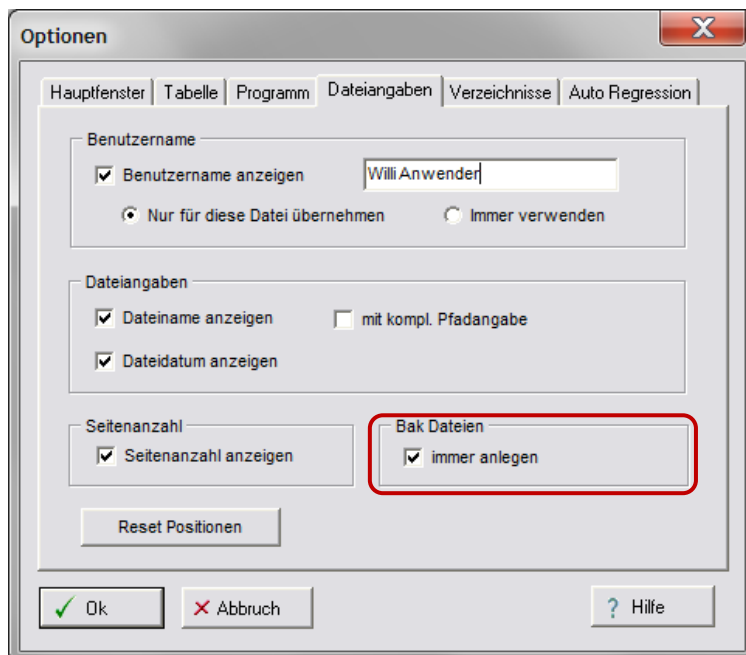 Optionen
Hauptfenster Tabelle Programm Dateiangaben Verzeichnisse Auto Regression
Benutzername
Benutzername anzeigen Willi Anwender
Nur für diese Datei übernehmen Immer verwenden
Dateiangaben
Dateiname anzeigen mit kompl. Pfadangabe
Dateidatum anzeigen
Seitenanzahl Bak Dateien
Seitenanzahl anzeigen immer anlegen
Reset Positionen
Ok Abbruch ? Hilfe